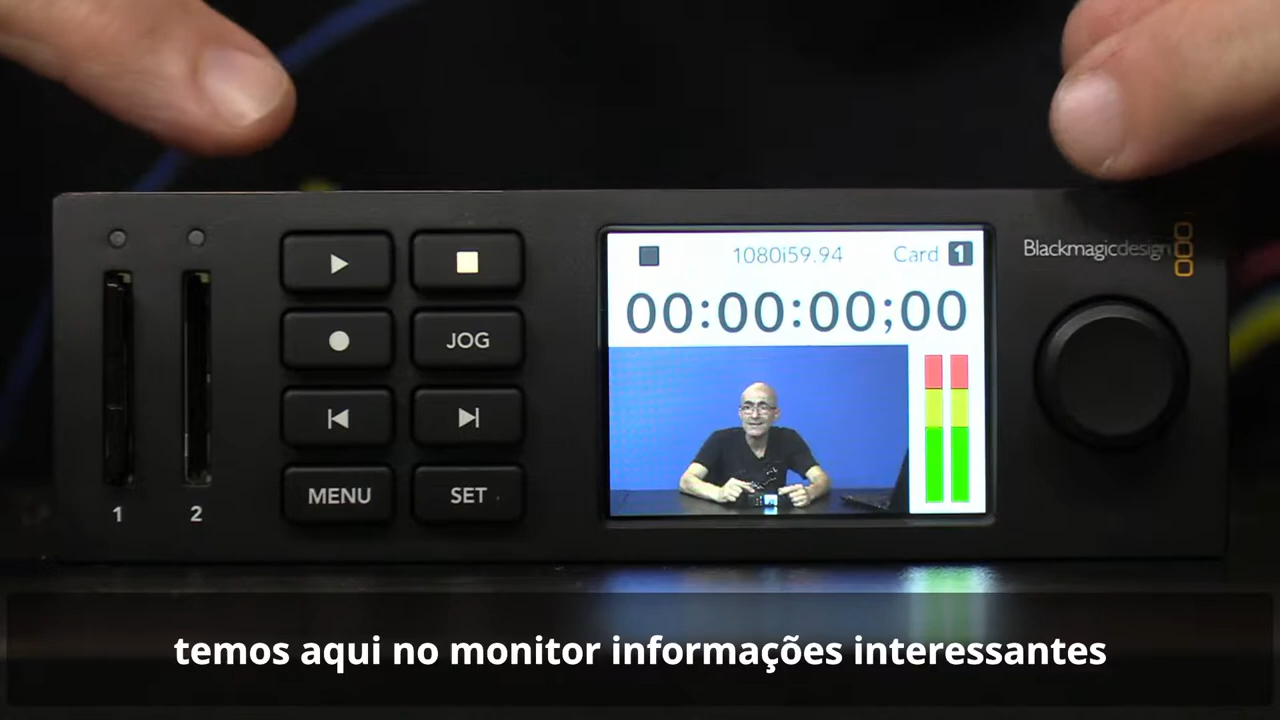 1080i59.94 Card 1
00:00:00;00
Blackmagicdesign
JOG
MENU SET
1 2
temos aqui no monitor informações interessantes